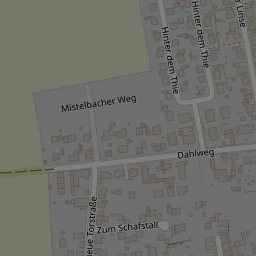 Hinter dem Thie
Hinter dem Thie
Linse
Mistelbacher Weg
Dahlweg
Neue Torstraße
Zum Schafstall